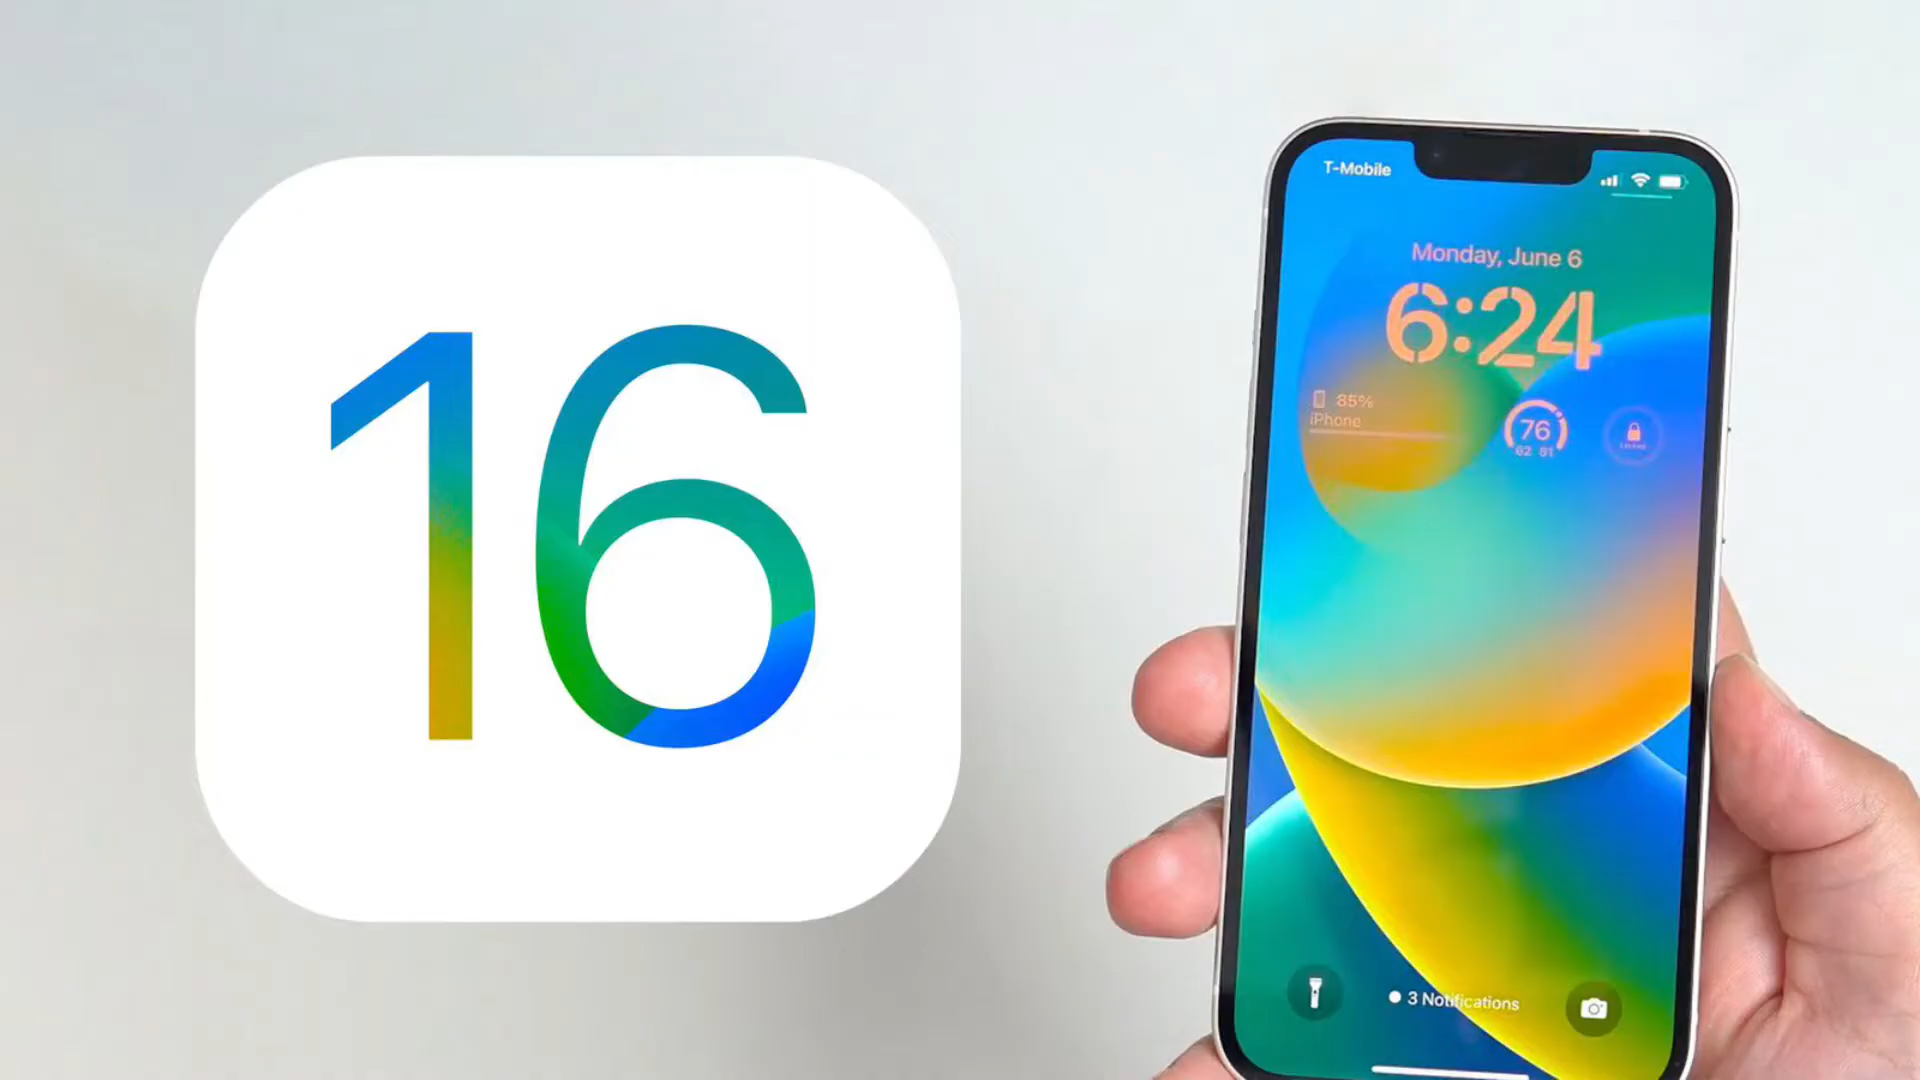 16
T-Mobile
Monday, June 6
6:24
85%
iPhone
76
62 81
3 Notifications